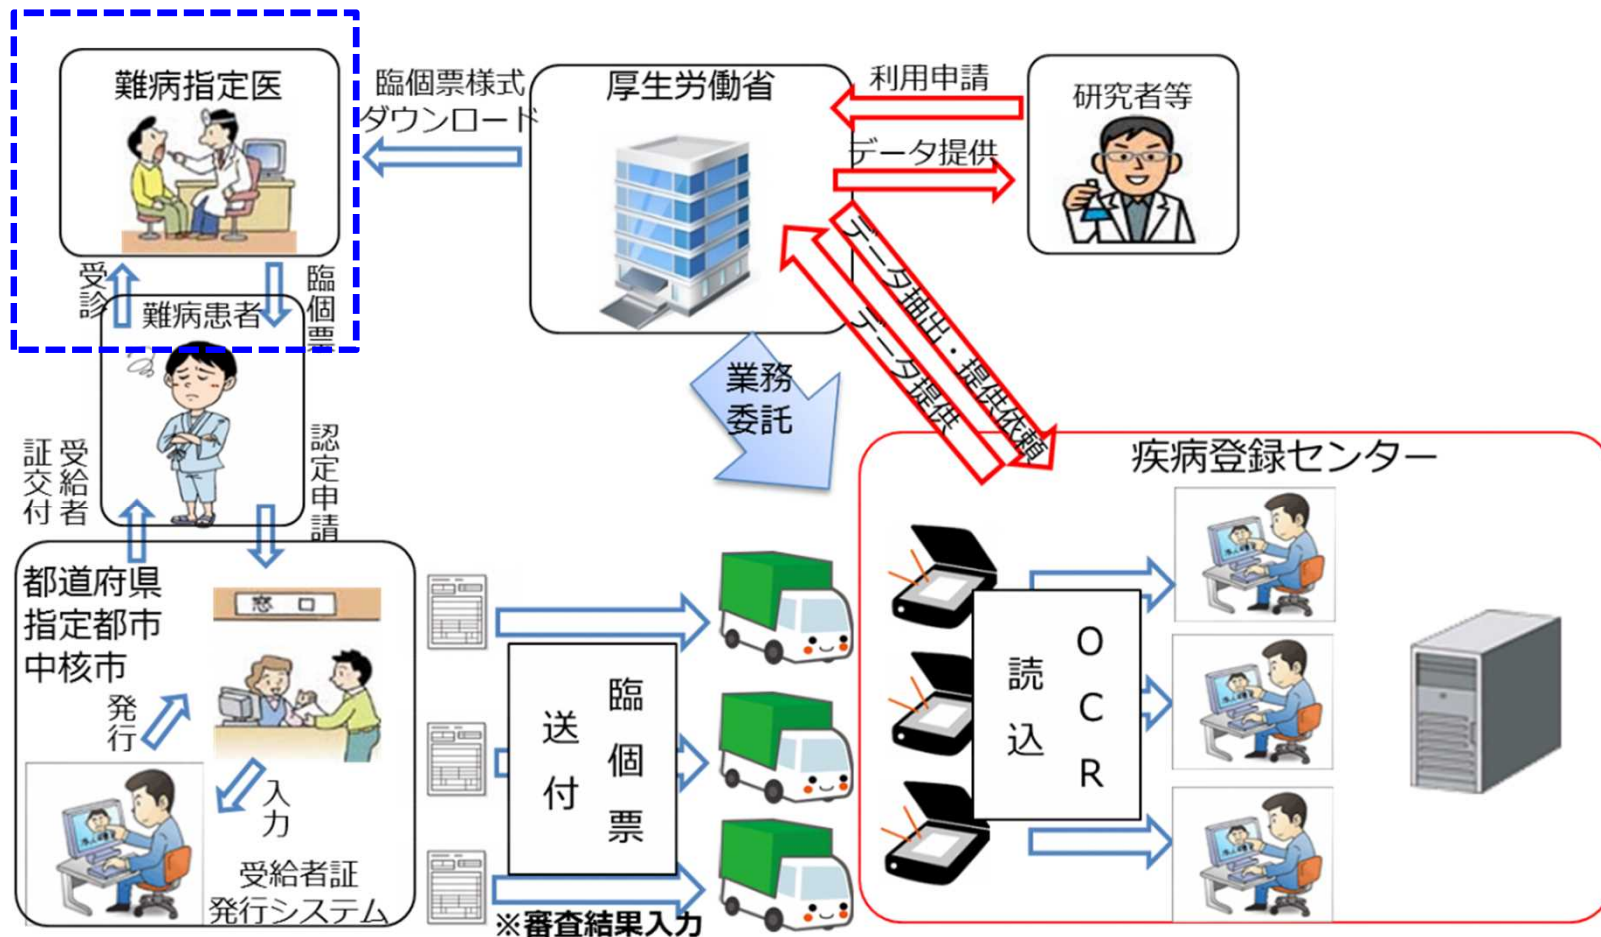 難病指定医
臨個票様式
ダウンロード
厚生労働省
利用申請
データ提供
研究者等
受診
臨個票
難病患者
データ抽出・提供依頼
データ提供
業務
委託
受給者
証交付
認定申請
疾病登録センター
都道府県
指定都市
中核市
窓口
発行
入力
受給者証
発行システム
臨個票
送付
※審査結果入力
OCR
読込